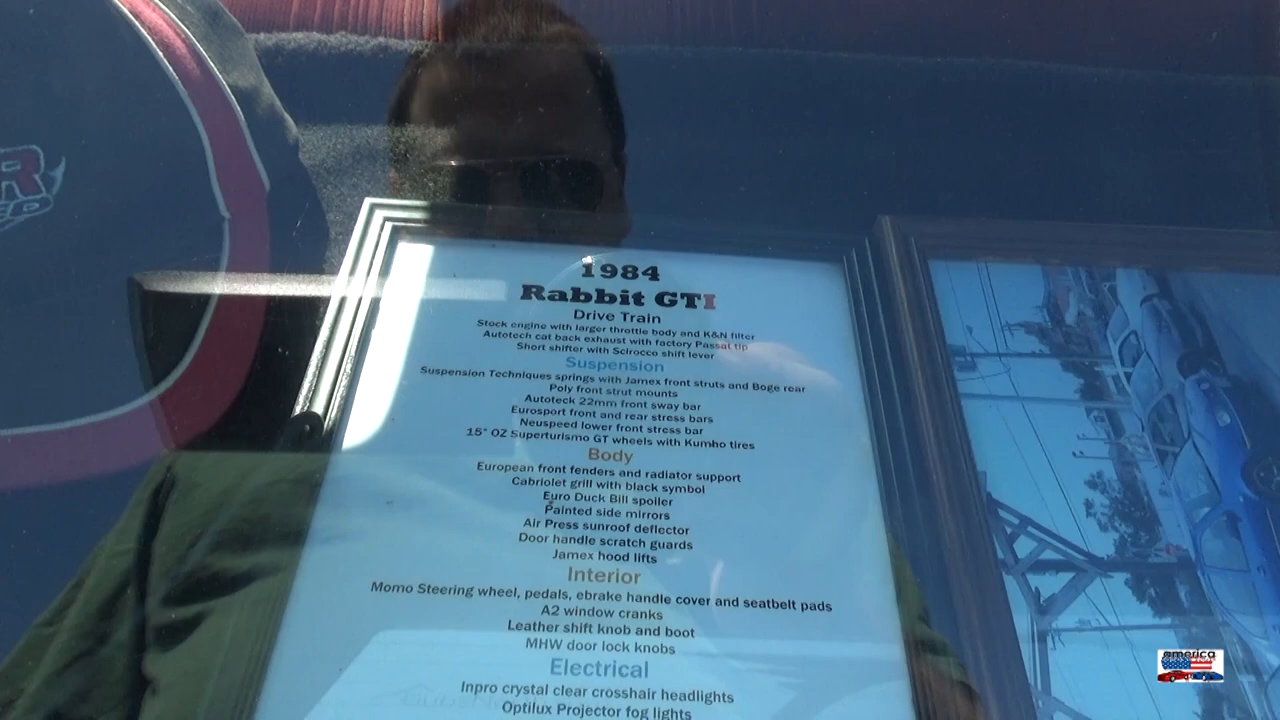 1984
Rabbit GTI
Drive Train
Stock engine with larger throttle body and K&N filter
Autotech cat back exhaust with factory Passat tip
Short shifter with Scirocco shift lever
Suspension
Suspension Techniques springs with Jamex front struts and Boge rear
Poly front strut mounts
Autoteck 22mm front sway bar
Eurosport front and rear stress bars
Neuspeed lower front stress bar
15" OZ Superturismo GT wheels with Kumho tires
Body
European front fenders and radiator support
Cabriolet grill with black symbol
Euro Duck Bill spoiler
Painted side mirrors
Air Press sunroof deflector
Door handle scratch guards
Jamex hood lifts
Interior
Momo Steering wheel, pedals, ebrake handle cover and seatbelt pads
A2 window cranks
Leather shift knob and boot
MHW door lock knobs
Electrical
Inpro crystal clear crosshair headlights
Optilux Projector fog lights
america